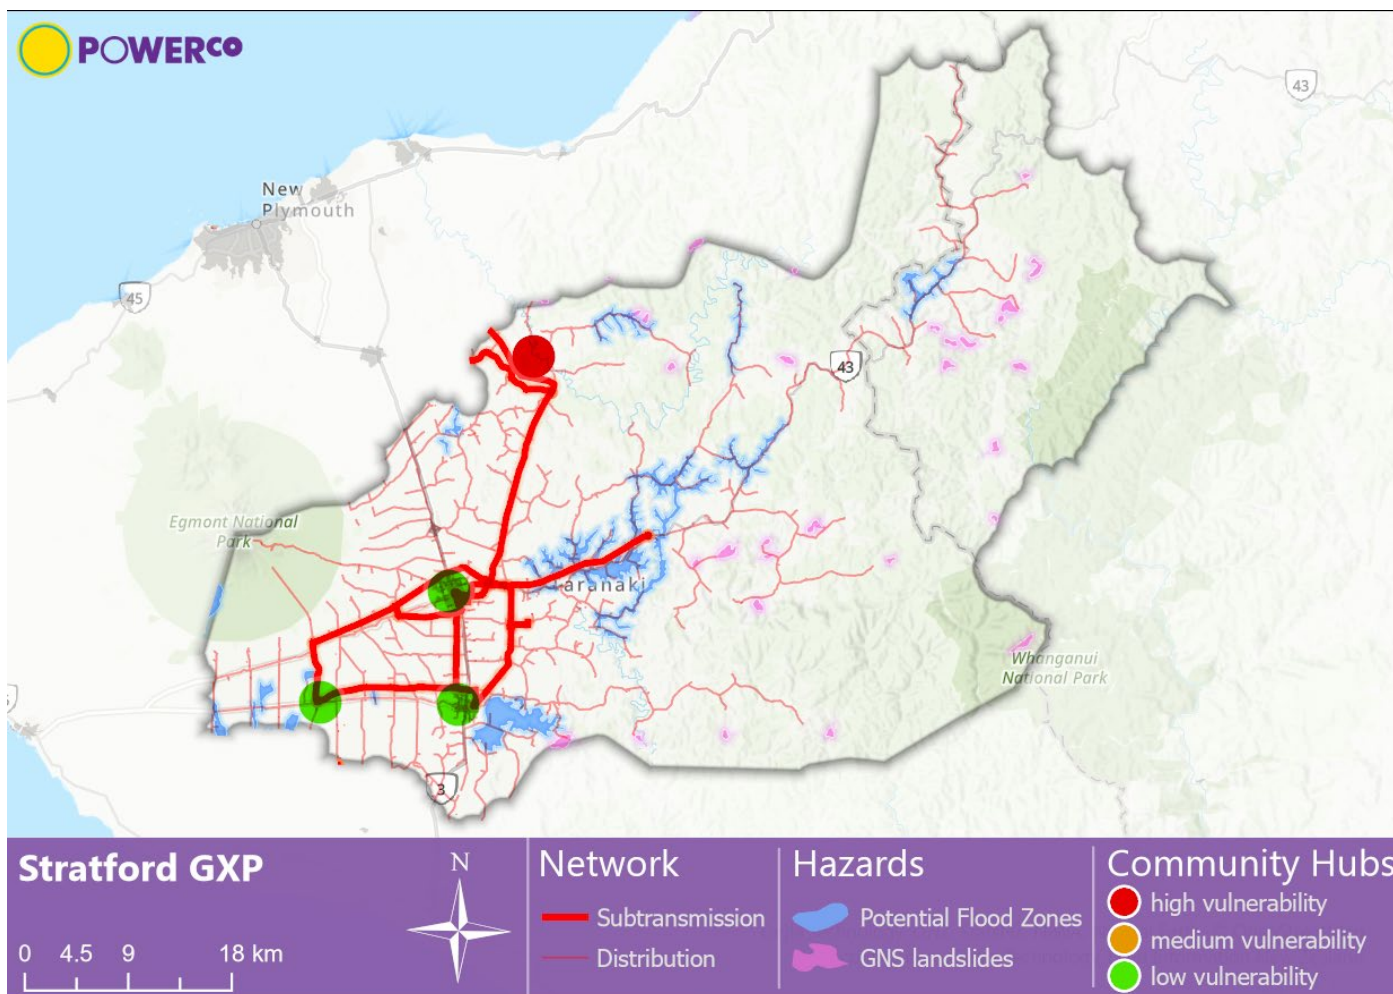 POWERCO
43
New
Plymouth
45
43
Egmont National
Park
Taranaki
Whanganui
National Park
3
Stratford GXP
N
0 4.5 9 18 km
Network
Subtransmission
Distribution
Hazards
Potential Flood Zones
GNS landslides
Community Hubs
high vulnerability
medium vulnerability
low vulnerability